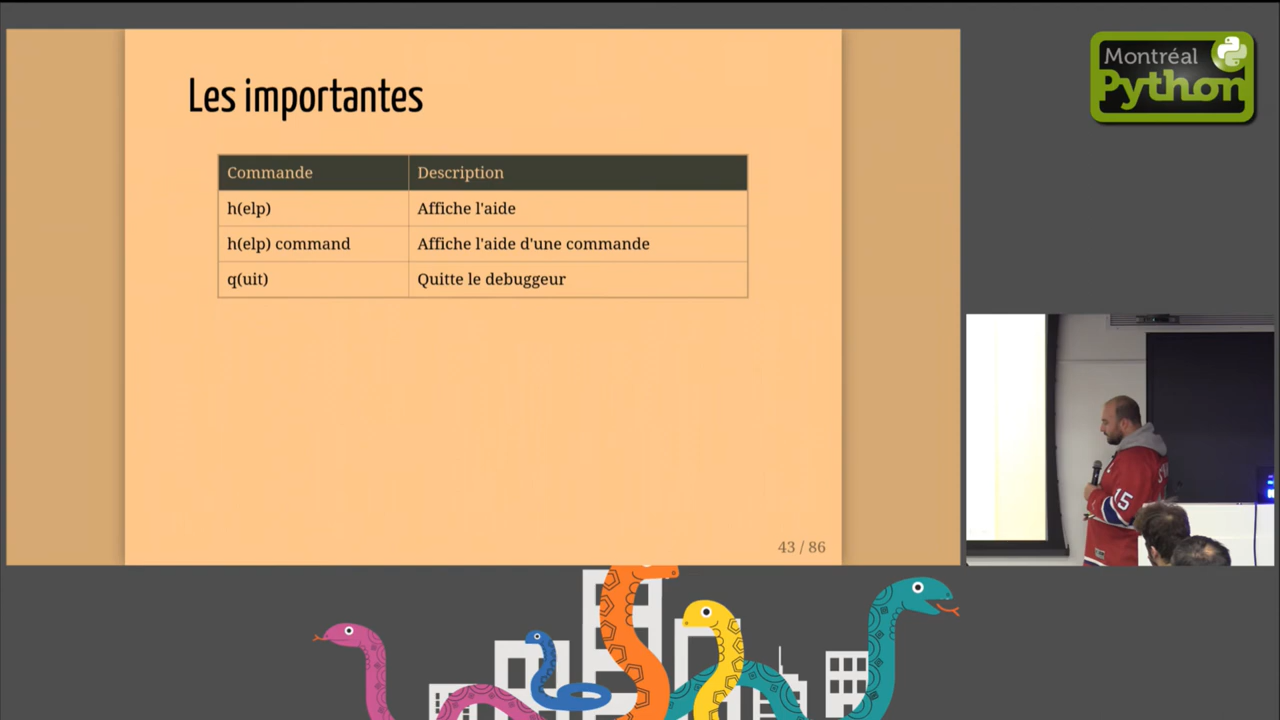 Les importantes
Commande Description
h(elp) Affiche l'aide
h(elp) command Affiche l'aide d'une commande
q(uit) Quitte le debuggeur
43 / 86
Montréal
Python
15